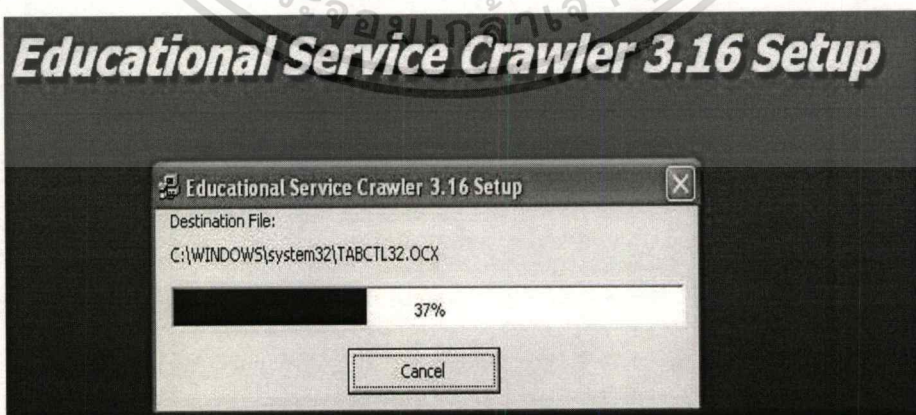 Educational Service Crawler 3.16 Setup
Educational Service Crawler 3.16 Setup
Destination File:
C:\WINDOWS\system32\TABCTL32.OCX
37%
Cancel